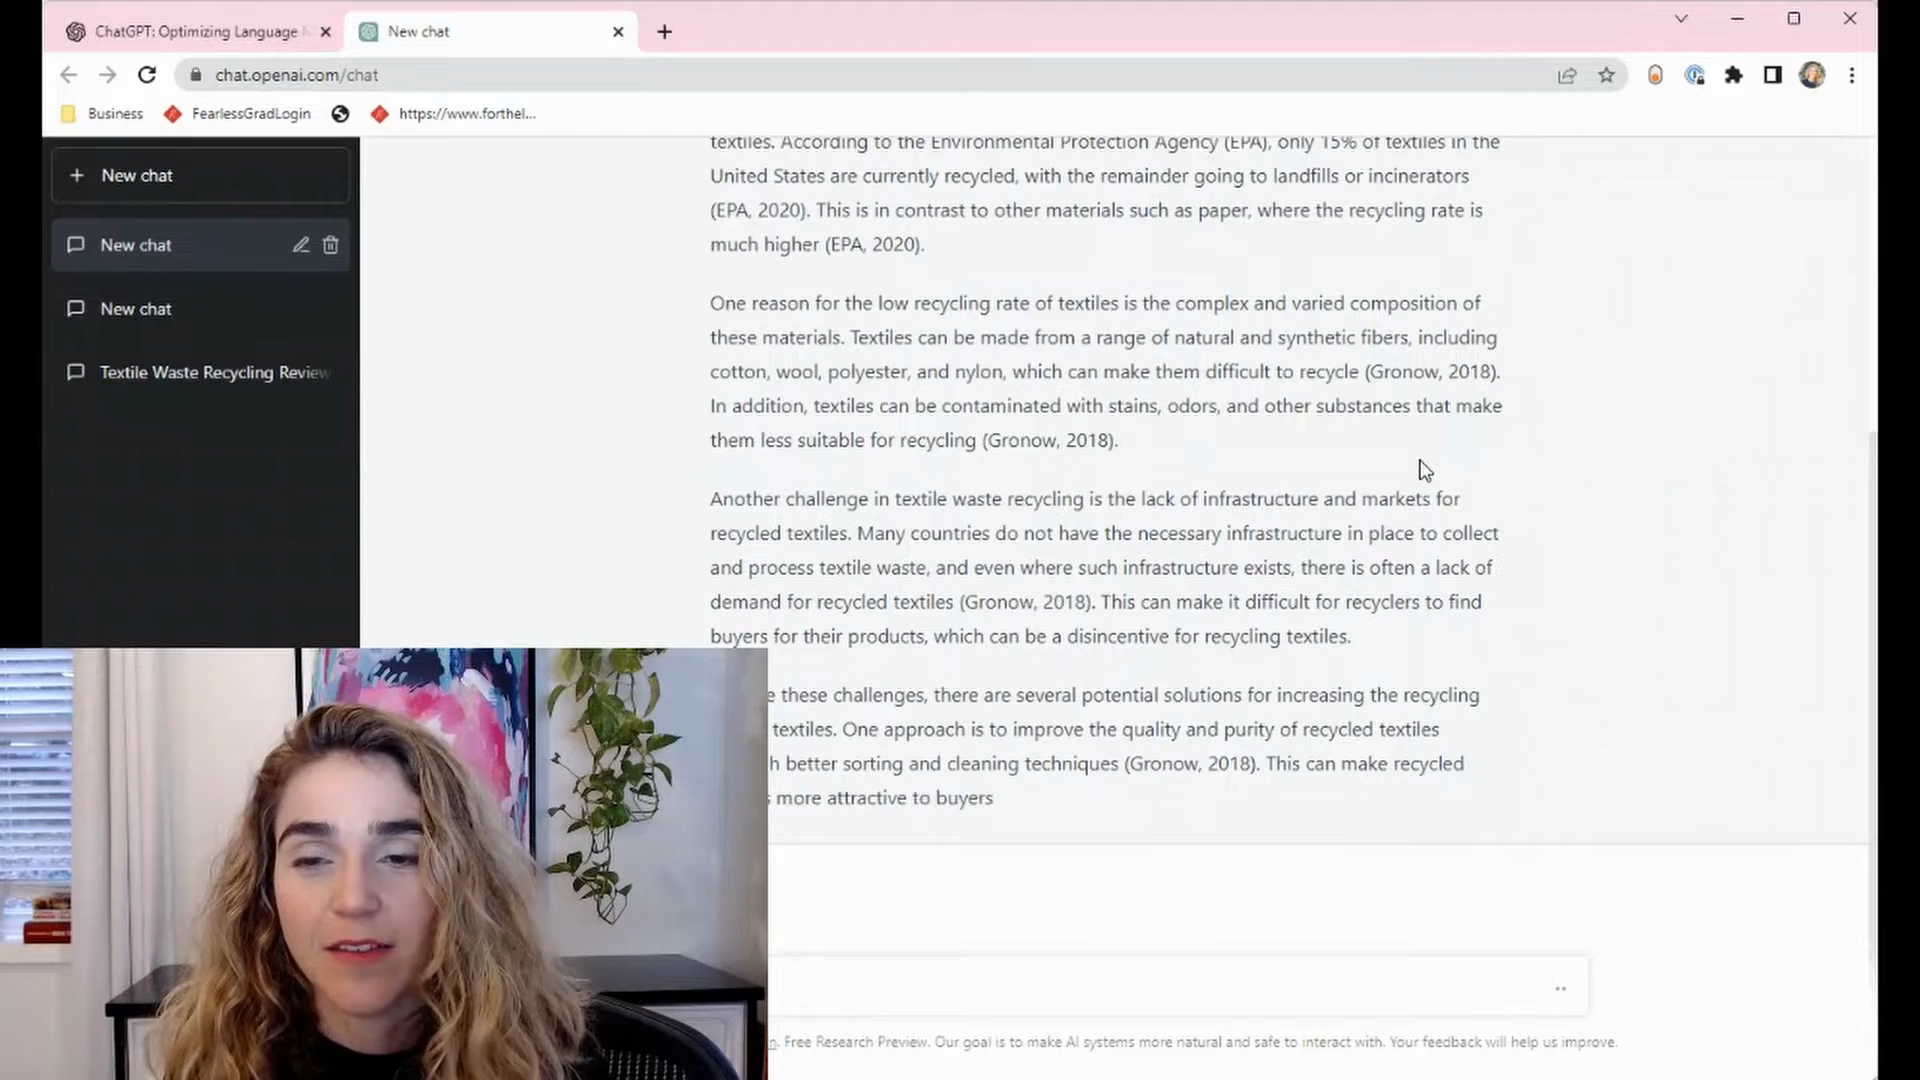 ChatGPT: Optimizing Language
New chat
chat.openai.com/chat
Business
FearlessGradLogin
https://www.forthel...
New chat
New chat
New chat
Textile Waste Recycling Review
textiles. According to the Environmental Protection Agency (EPA), only 15% of textiles in the
United States are currently recycled, with the remainder going to landfills or incinerators
(EPA, 2020). This is in contrast to other materials such as paper, where the recycling rate is
much higher (EPA, 2020).
One reason for the low recycling rate of textiles is the complex and varied composition of
these materials. Textiles can be made from a range of natural and synthetic fibers, including
cotton, wool, polyester, and nylon, which can make them difficult to recycle (Gronow, 2018).
In addition, textiles can be contaminated with stains, odors, and other substances that make
them less suitable for recycling (Gronow, 2018).
Another challenge in textile waste recycling is the lack of infrastructure and markets for
recycled textiles. Many countries do not have the necessary infrastructure in place to collect
and process textile waste, and even where such infrastructure exists, there is often a lack of
demand for recycled textiles (Gronow, 2018). This can make it difficult for recyclers to find
buyers for their products, which can be a disincentive for recycling textiles.
these challenges, there are several potential solutions for increasing the recycling
textiles. One approach is to improve the quality and purity of recycled textiles
better sorting and cleaning techniques (Gronow, 2018). This can make recycled
more attractive to buyers
Free Research Preview. Our goal is to make AI systems more natural and safe to interact with. Your feedback will help us improve.